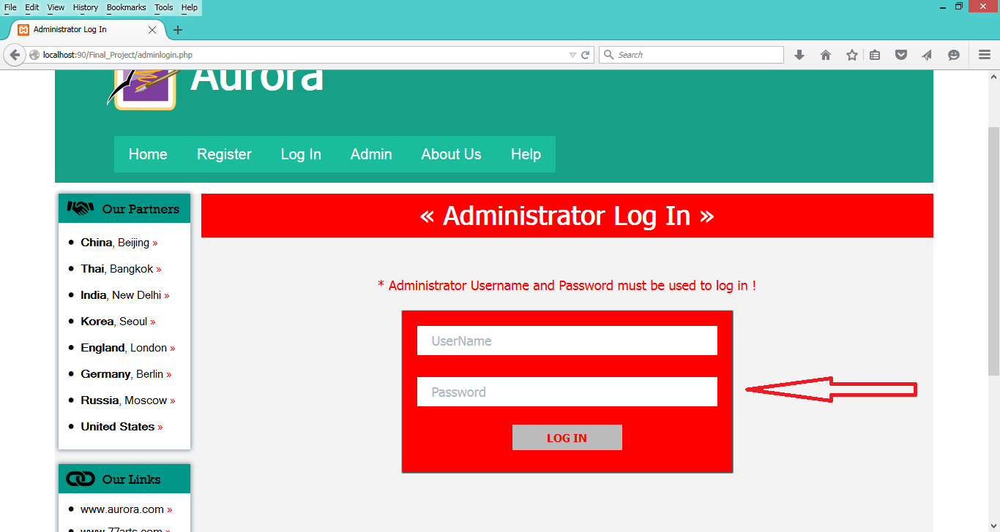 File Edit View History Bookmarks Tools Help
Administrator Log In
localhost:90/Final_Project/adminlogin.php
Search
Aurora
Home Register Log In Admin About Us Help
Our Partners
China, Beijing »
Thai, Bangkok »
India, New Delhi »
Korea, Seoul »
England, London »
Germany, Berlin »
Russia, Moscow »
United States »
Our Links
www.aurora.com »
www.77arts.com »
« Administrator Log In »
* Administrator Username and Password must be used to log in !
UserName
Password
LOG IN